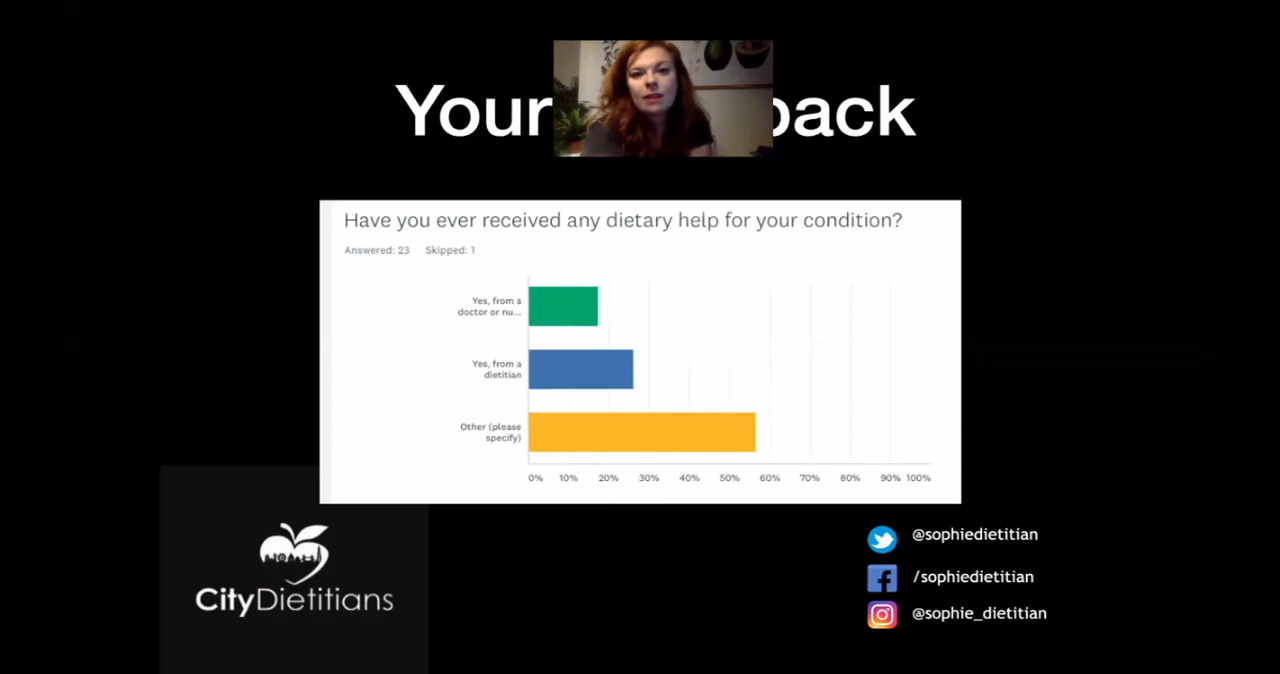 Your back
Have you ever received any dietary help for your condition?
Answered: 23 Skipped: 1
Yes, from a
doctor or nu...
Yes, from a
dietitian
Other (please
specify)
0% 10% 20% 30% 40% 50% 60% 70% 80% 90% 100%
CityDietitians
@sophiedietitian
/sophiedietitian
@sophie_dietitian